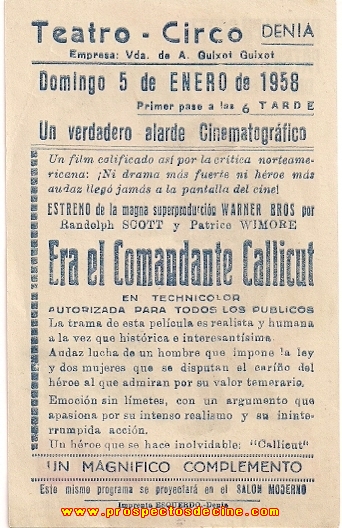 Teatro - Circo DENIA
Empresa: Vda. de A. Guixot Guixot
Domingo 5 de ENERO de 1958
Primer pase a las 6 TARDE
Un verdadero alarde Cinematográfico
Un film calificado así por la crítica norteame-
ricana: ¡Ni drama más fuerte ni héroe más
audaz llegó jamás a la pantalla del cine!
ESTRENO de la magna superproducción WARNER BROS por
Randolph SCOTT y Patrice WIMORE
Era el Comandante Callicut
EN TECHNICOLOR
AUTORIZADA PARA TODOS LOS PUBLICOS
La trama de esta película es realista y humana
a la vez que histórica e interesantísima.
Audaz lucha de un hombre que impone la ley
y dos mujeres que se disputan el cariño del
héroe al que admiran por su valor temerario.
Emoción sin límetes, con un argumento que
apasiona por su intenso realismo y su ininte-
rrumpida acción.
Un héroe que se hace inolvidable: "Callicut"
UN MAGNIFICO COMPLEMENTO
Este mismo programa se proyectará en el SALON MODERNO
Imprenta ESQUERDO.-Denia
www.prospectosdecine.com